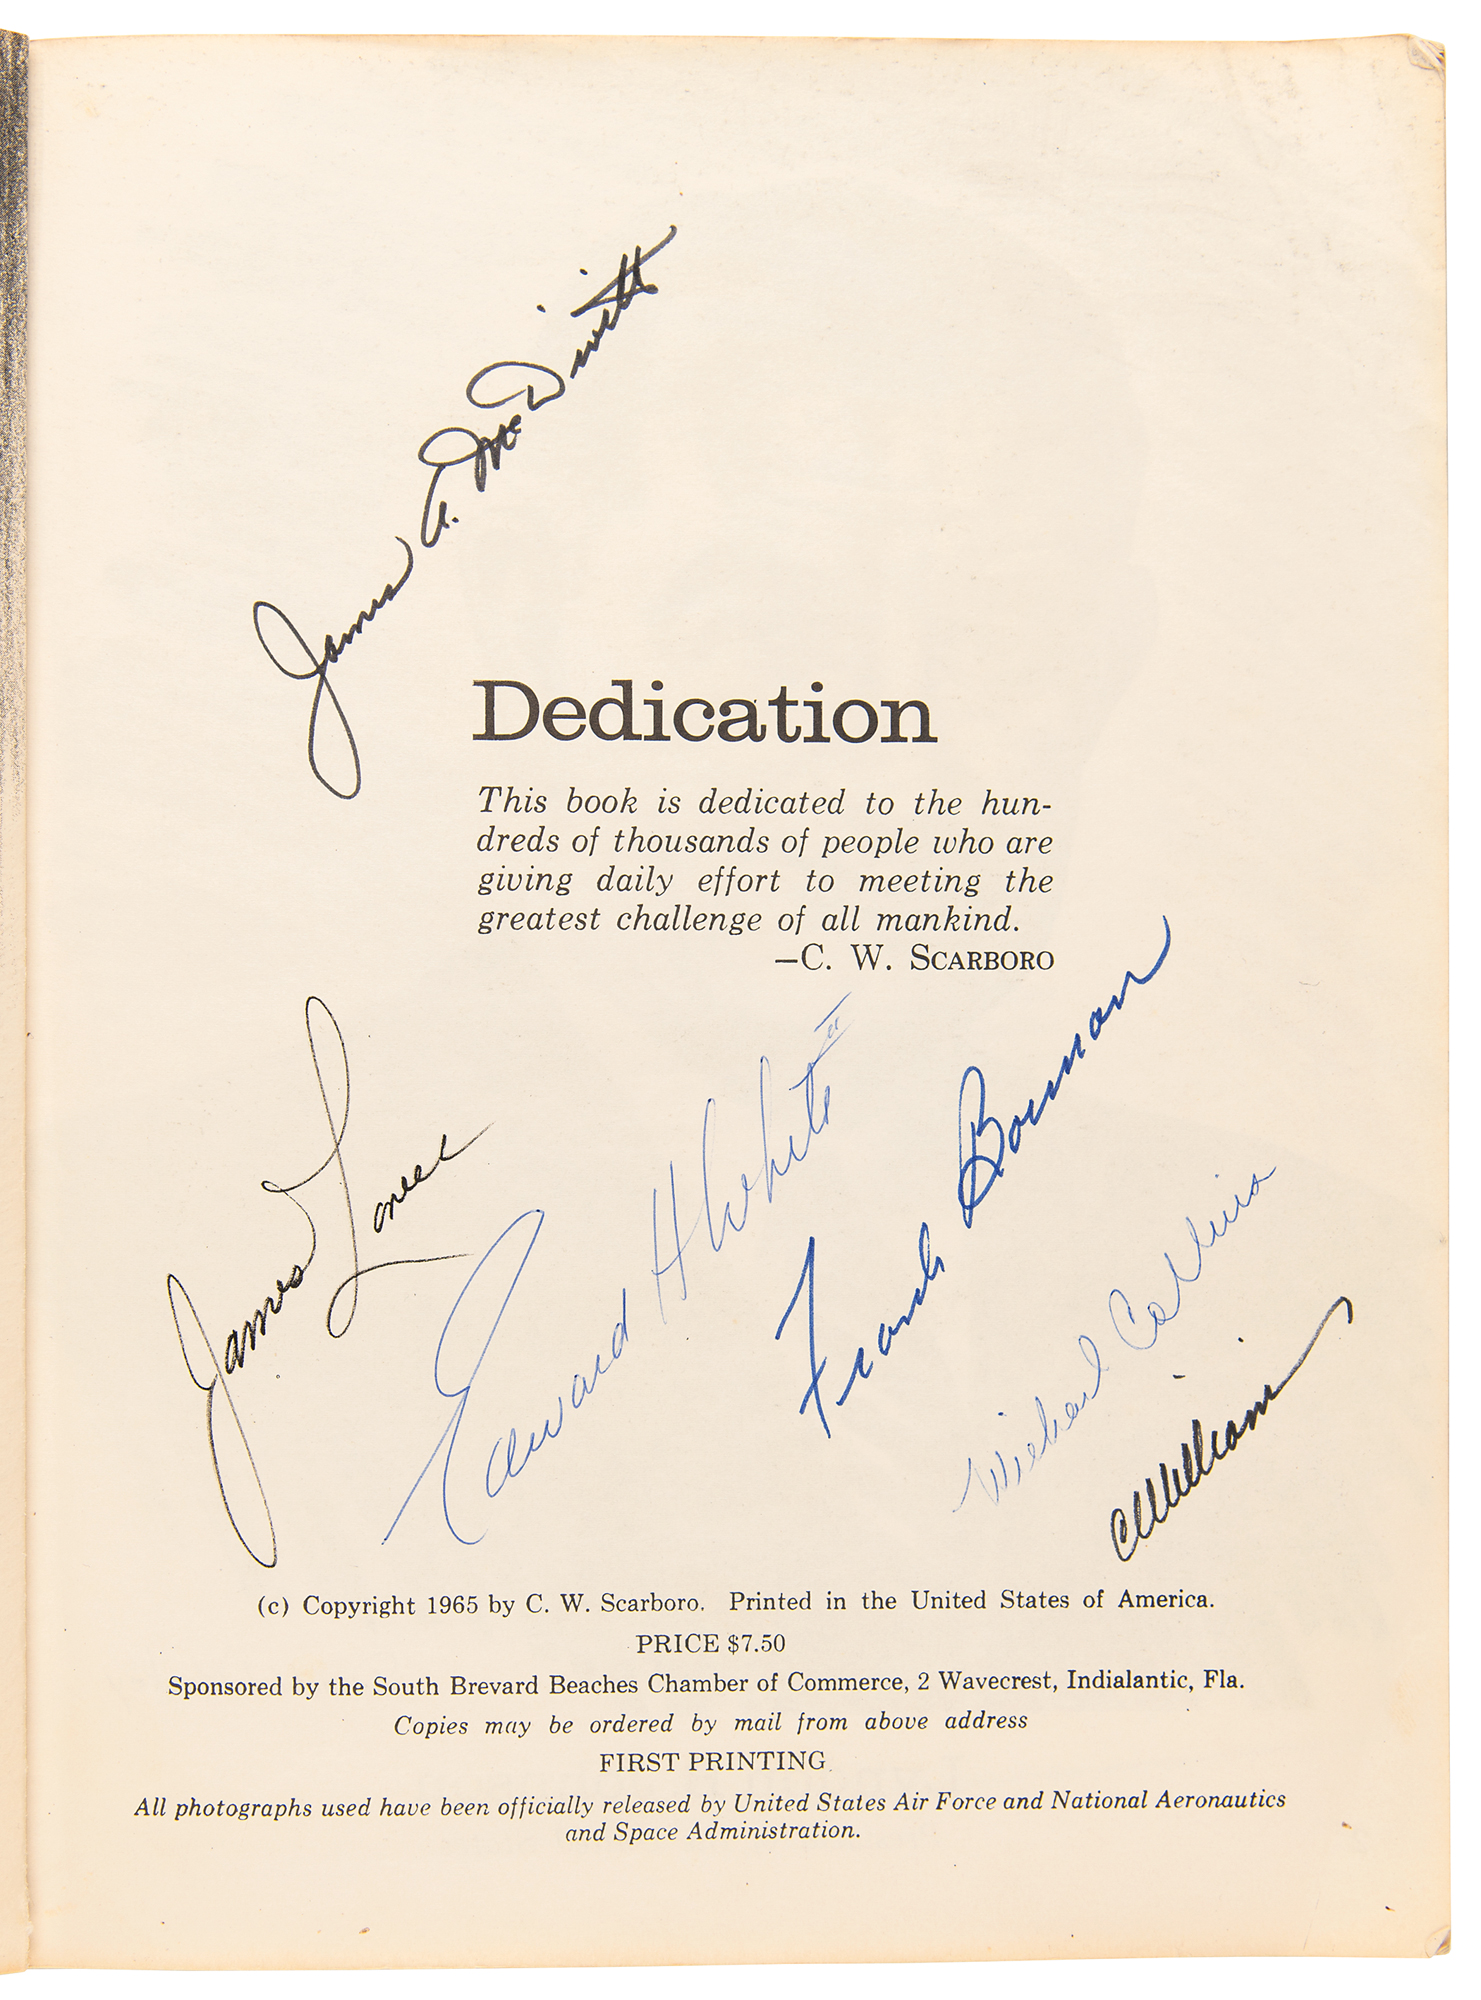 James A. McDivitt
Dedication
This book is dedicated to the hun-
dreds of thousands of people who are
giving daily effort to meeting the
greatest challenge of all mankind.
—C. W. SCARBORO
James Lovell
Edward H White II
Frank Borman
Michael Collins
CCWilliams
(c) Copyright 1965 by C. W. Scarboro. Printed in the United States of America.
PRICE $7.50
Sponsored by the South Brevard Beaches Chamber of Commerce, 2 Wavecrest, Indialantic, Fla.
Copies may be ordered by mail from above address
FIRST PRINTING
All photographs used have been officially released by United States Air Force and National Aeronautics
and Space Administration.